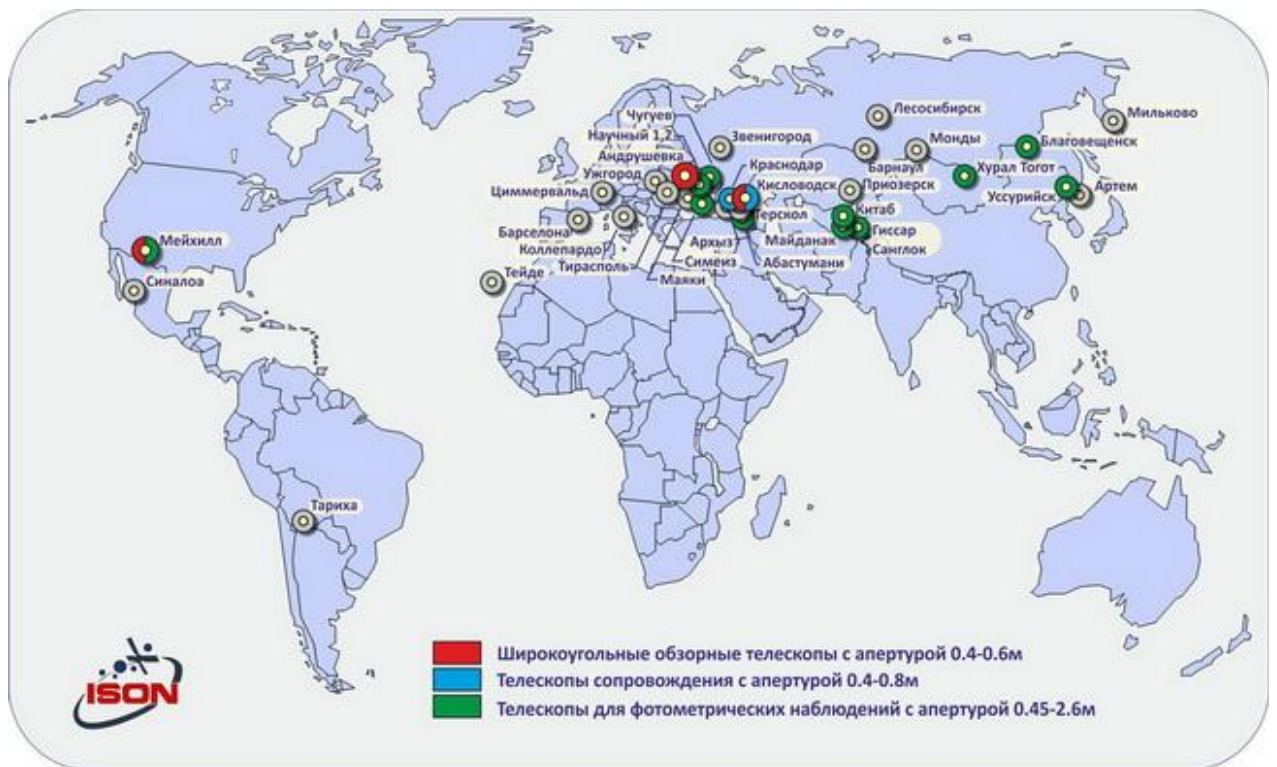 Чугуев
Лесосибирск
Мильково
Научный 1,2
Звенигород
Монды
Благовещенск
Андрушевка
Краснодар
Барнаул
Хурал Тогот
Ужгород
Циммервальд
Кисловодск
Приозерск
Уссурийск
Артем
Барселона
Терскол
Китаб
Мейхилл
Коллепардо
Архыз
Майданак
Гиссар
Тирасполь
Симеиз
Абастумани
Санглок
Синалоа
Тейде
Маяки
Тариха
ISON
Широкоугольные обзорные телескопы с апертурой 0.4-0.6м
Телескопы сопровождения с апертурой 0.4-0.8м
Телескопы для фотометрических наблюдений с апертурой 0.45-2.6м